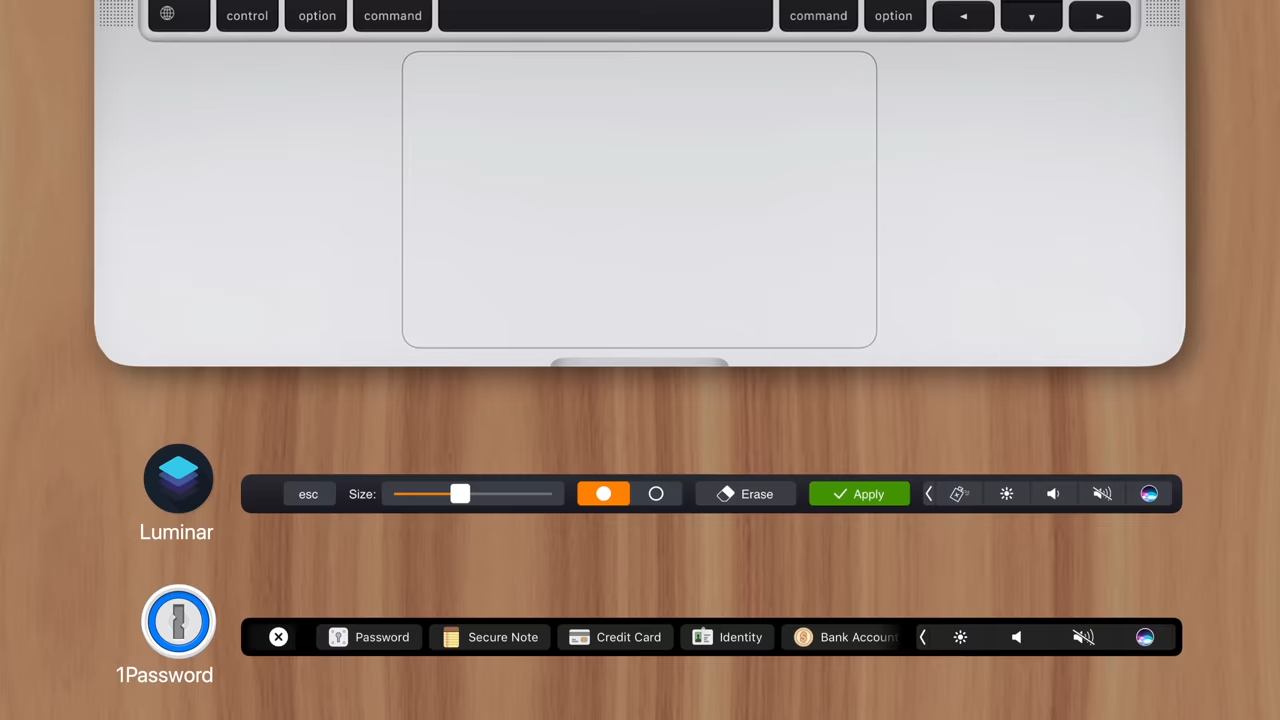 control option command command option
esc Size: Erase Apply
Luminar
Password Secure Note Credit Card Identity Bank Account
1Password